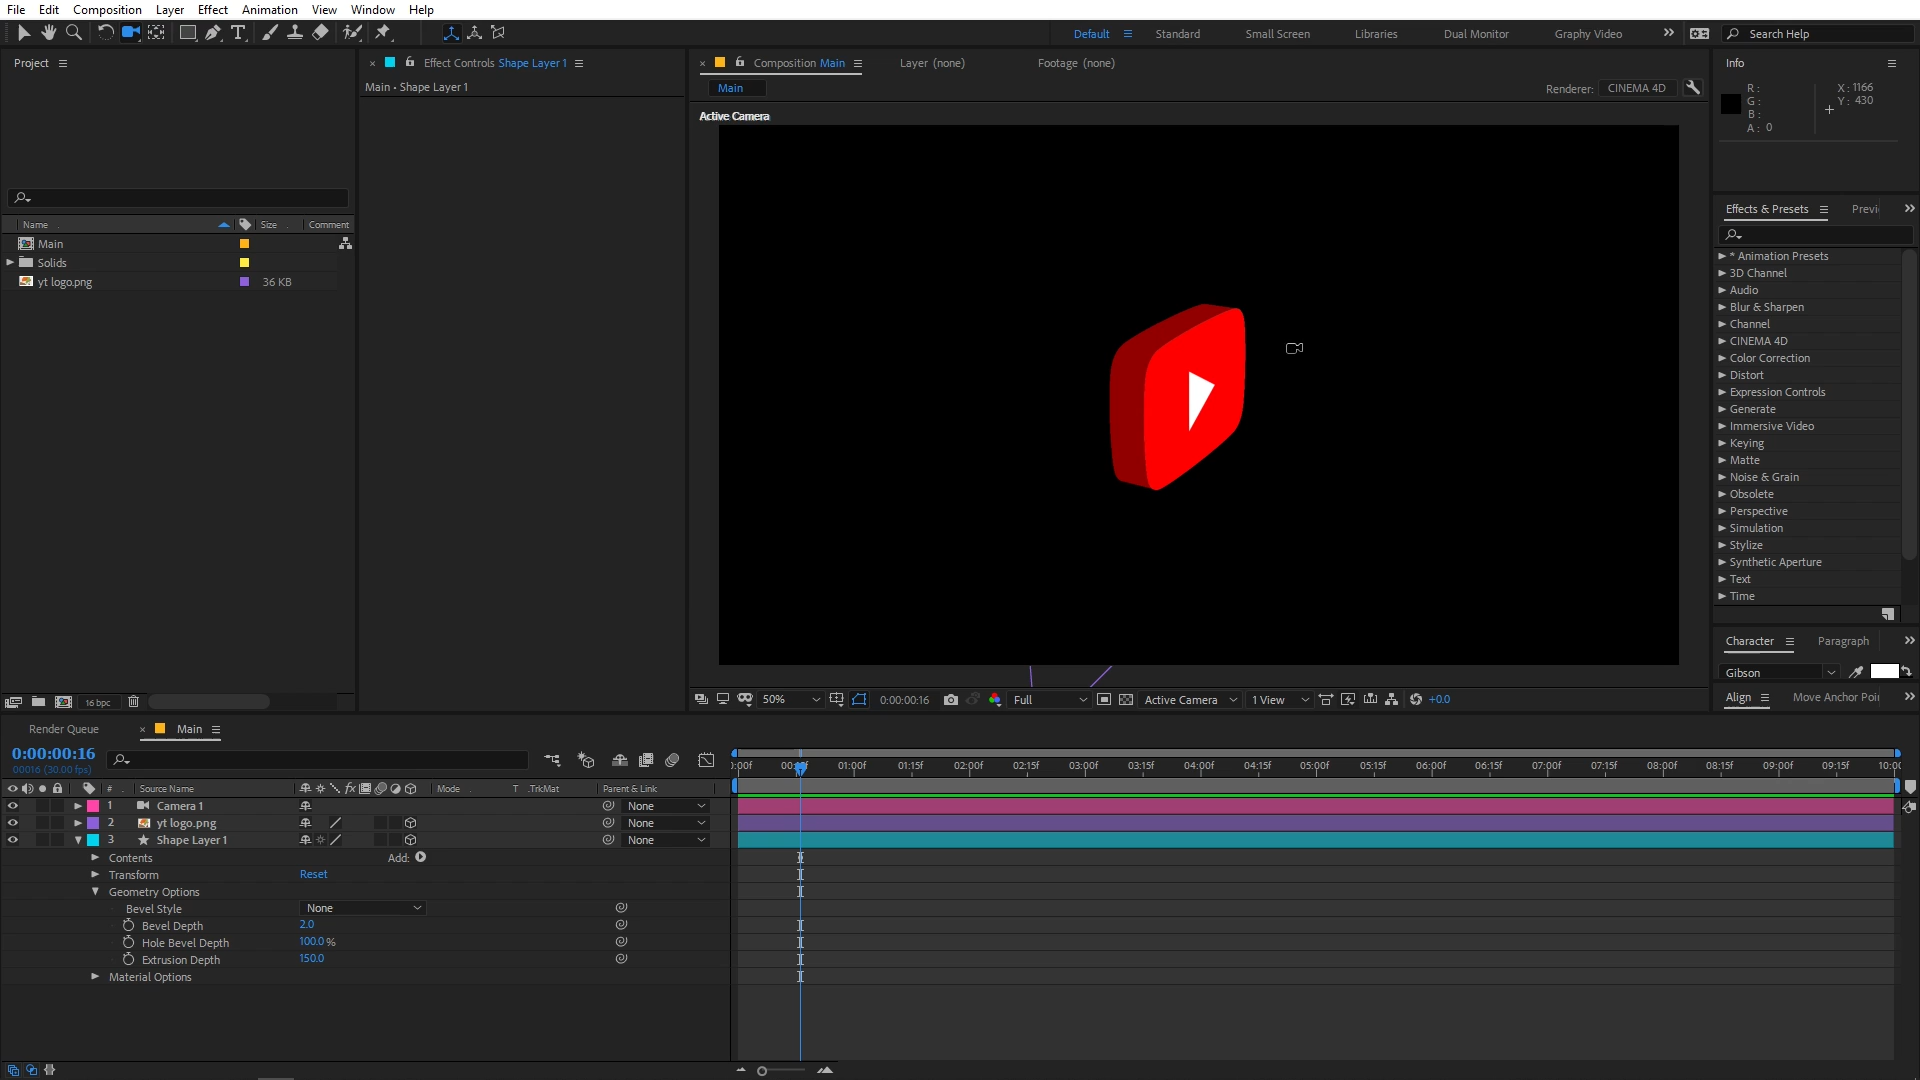 File Edit Composition Layer Effect Animation View Window Help
Default Standard Small Screen Libraries Dual Monitor Graphy Video Search Help
Project
Effect Controls Shape Layer 1
Main • Shape Layer 1
Composition Main Layer (none) Footage (none)
Main
Renderer: CINEMA 4D
Active Camera
Info
R: X: 1166
G: Y: 430
B:
A: 0
Name Size Comment
Main
Solids
yt logo.png 36 KB
Effects & Presets Previ
* Animation Presets
3D Channel
Audio
Blur & Sharpen
Channel
CINEMA 4D
Color Correction
Distort
Expression Controls
Generate
Immersive Video
Keying
Matte
Noise & Grain
Obsolete
Perspective
Simulation
Stylize
Synthetic Aperture
Text
Time
Character Paragraph
Gibson
Align Move Anchor Poi
16 bpc
50% 0:00:00:16 Full Active Camera 1 View +0.0
Render Queue Main
0:00:00:16
00016 (30.00 fps)
):00f 00:15f 01:00f 01:15f 02:00f 02:15f 03:00f 03:15f 04:00f 04:15f 05:00f 05:15f 06:00f 06:15f 07:00f 07:15f 08:00f 08:15f 09:00f 09:15f 10:00
# Source Name fx Mode T .TrkMat Parent & Link
1 Camera 1 None
2 yt logo.png None
3 Shape Layer 1 None
Contents Add:
Transform Reset
Geometry Options
Bevel Style None
Bevel Depth 2.0
Hole Bevel Depth 100.0 %
Extrusion Depth 150.0
Material Options